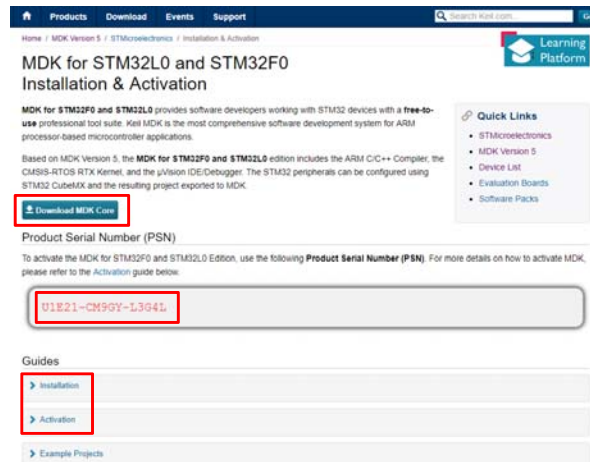 Products Download Events Support
Search Keil.com...
Home / MDK Version 5 / STMicroelectronics / Installation & Activation
Learning
Platform
MDK for STM32L0 and STM32F0
Installation & Activation
MDK for STM32F0 and STM32L0 provides software developers working with STM32 devices with a free-to-
use professional tool suite. Keil MDK is the most comprehensive software development system for ARM
processor-based microcontroller applications.
Based on MDK Version 5, the MDK for STM32F0 and STM32L0 edition includes the ARM C/C++ Compiler, the
CMSIS-RTOS RTX Kernel, and the µVision IDE/Debugger. The STM32 peripherals can be configured using
STM32 CubeMX and the resulting project exported to MDK.
Quick Links
STMicroelectronics
MDK Version 5
Device List
Evaluation Boards
Software Packs
Download MDK Core
Product Serial Number (PSN)
To activate the MDK for STM32F0 and STM32L0 Edition, use the following Product Serial Number (PSN). For more details on how to activate MDK,
please refer to the Activation guide below.
U1E21-CM9GY-L3G4L
Guides
Installation
Activation
Example Projects